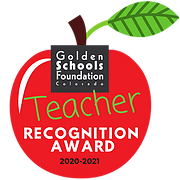 Golden
Schools
Foundation
Colorado
Teacher
RECOGNITION
AWARD
2020-2021